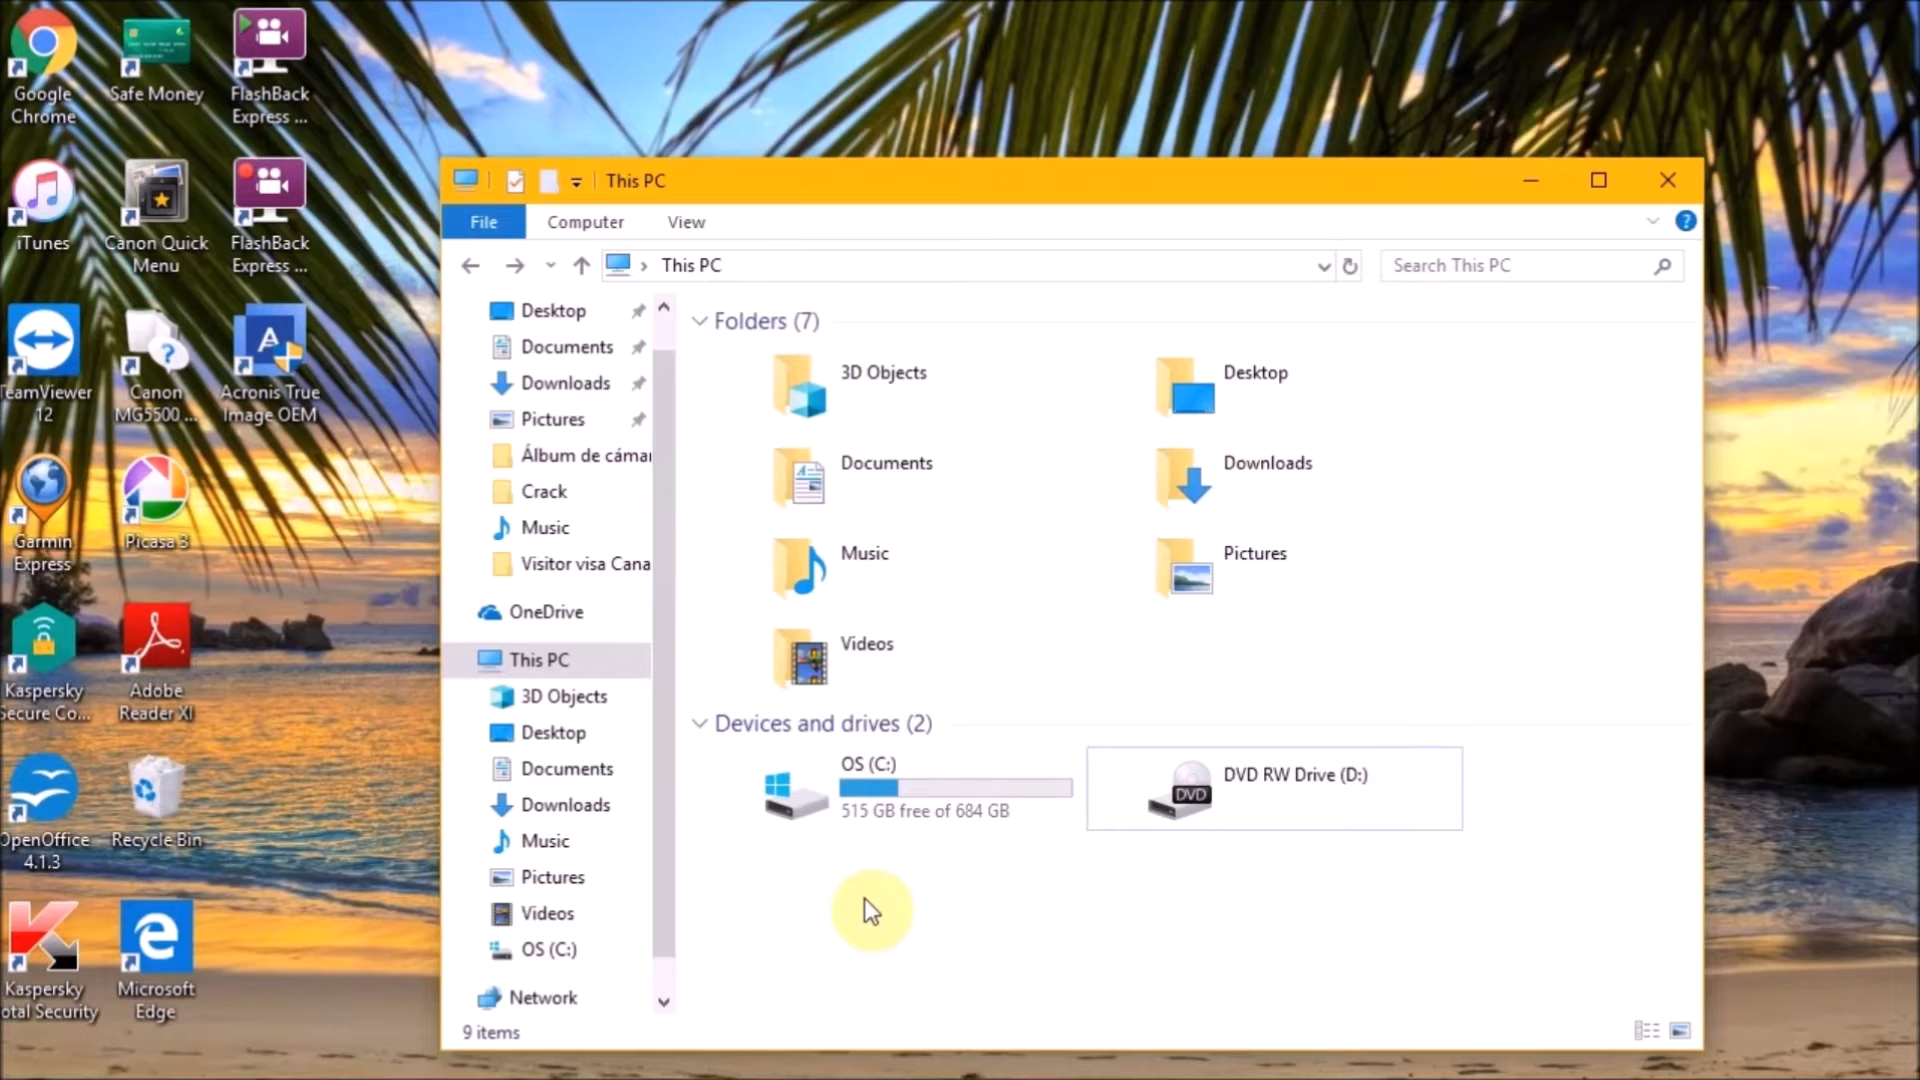 Google
Chrome
Safe Money
FlashBack
Express ...
iTunes
Canon Quick
Menu
FlashBack
Express ...
TeamViewer
12
Canon
MG5500 ...
Acronis True
Image OEM
Garmin
Express
Picasa 3
Kaspersky
Secure Co...
Adobe
Reader XI
OpenOffice
4.1.3
Recycle Bin
Kaspersky
otal Security
Microsoft
Edge
This PC
File
Computer
View
This PC
Search This PC
Desktop
Documents
Downloads
Pictures
Álbum de cámar
Crack
Music
Visitor visa Cana
OneDrive
This PC
3D Objects
Desktop
Documents
Downloads
Music
Pictures
Videos
OS (C:)
Network
Folders (7)
3D Objects
Desktop
Documents
Downloads
Music
Pictures
Videos
Devices and drives (2)
OS (C:)
515 GB free of 684 GB
DVD
DVD RW Drive (D:)
9 items